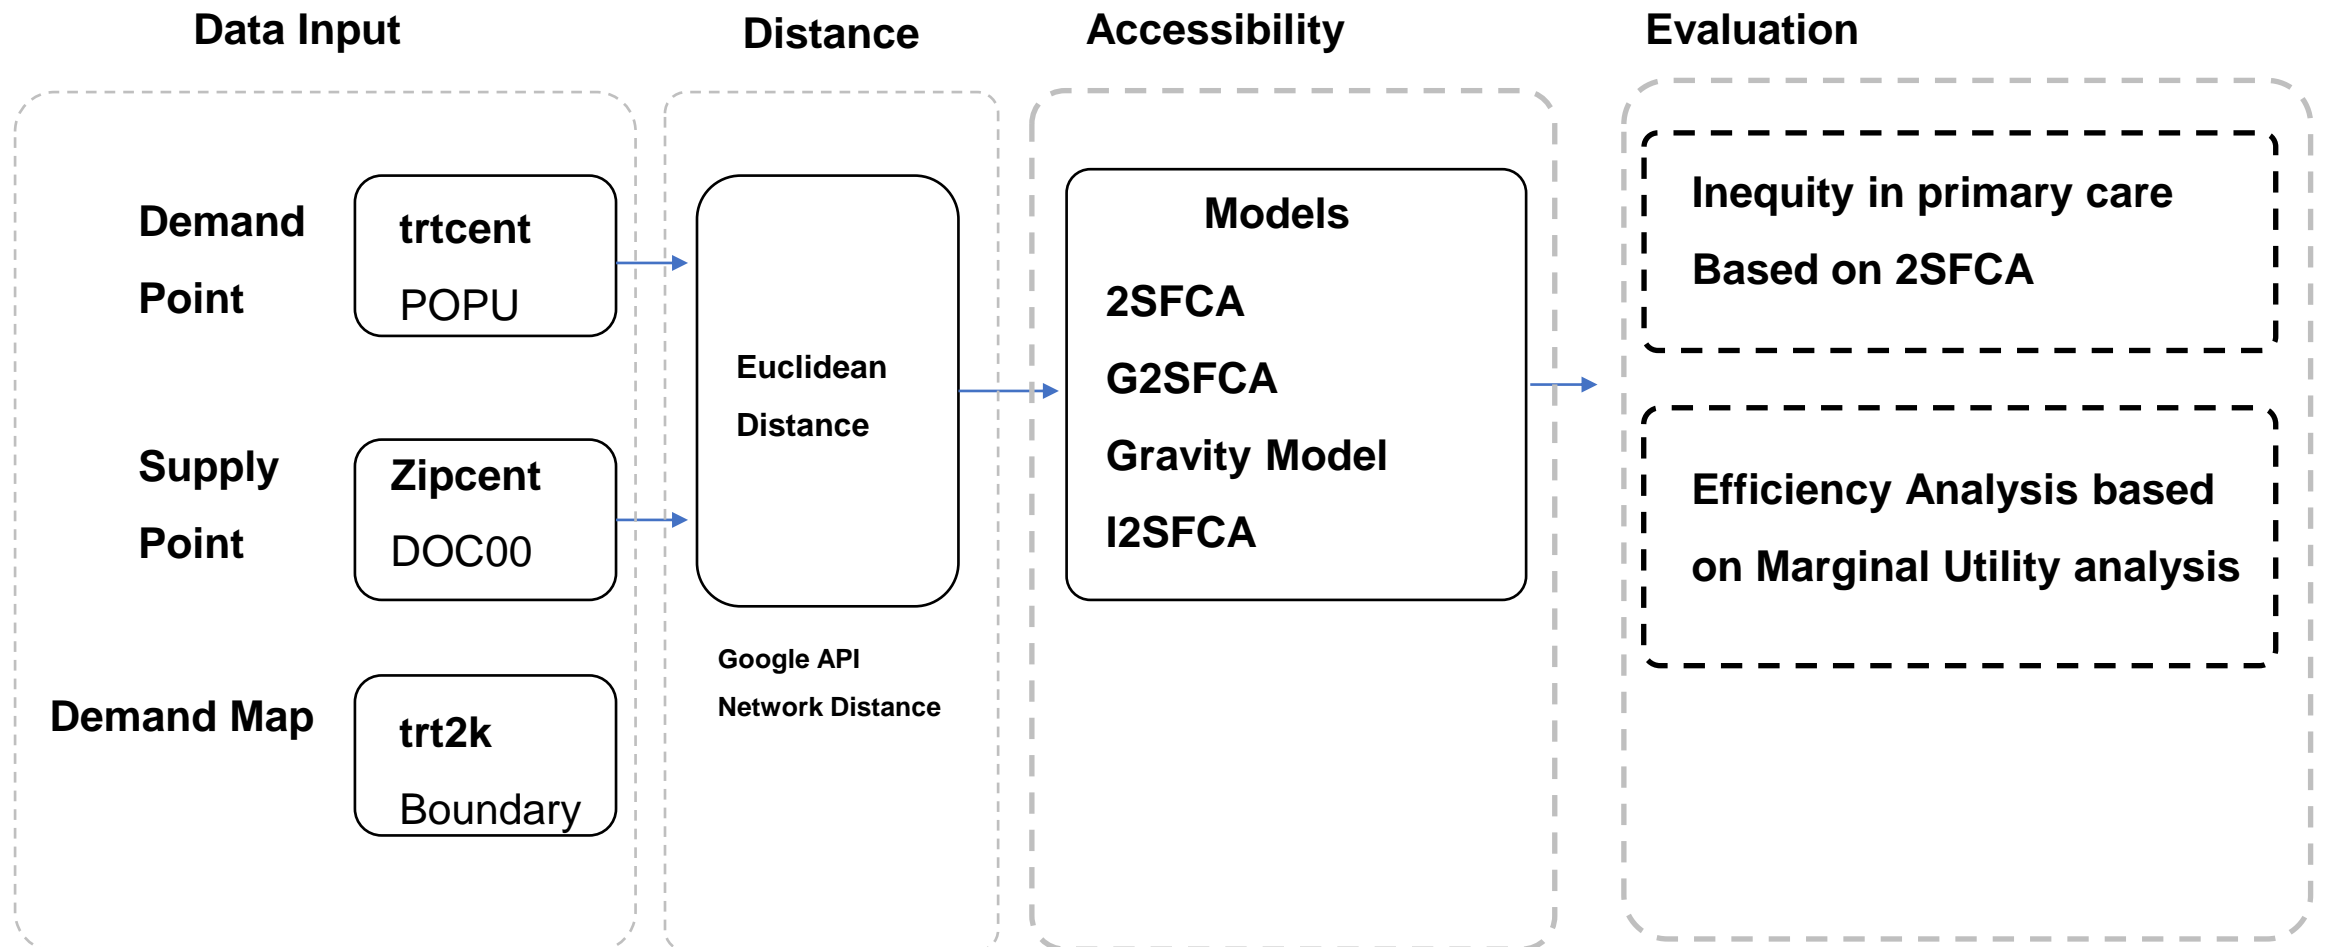 Data Input
Distance
Accessibility
Evaluation
Demand
Point
trtcent
POPU
Supply
Point
Zipcent
DOC00
Demand Map
trt2k
Boundary
Euclidean
Distance
Google API
Network Distance
Models
2SFCA
G2SFCA
Gravity Model
I2SFCA
Inequity in primary care
Based on 2SFCA
Efficiency Analysis based
on Marginal Utility analysis